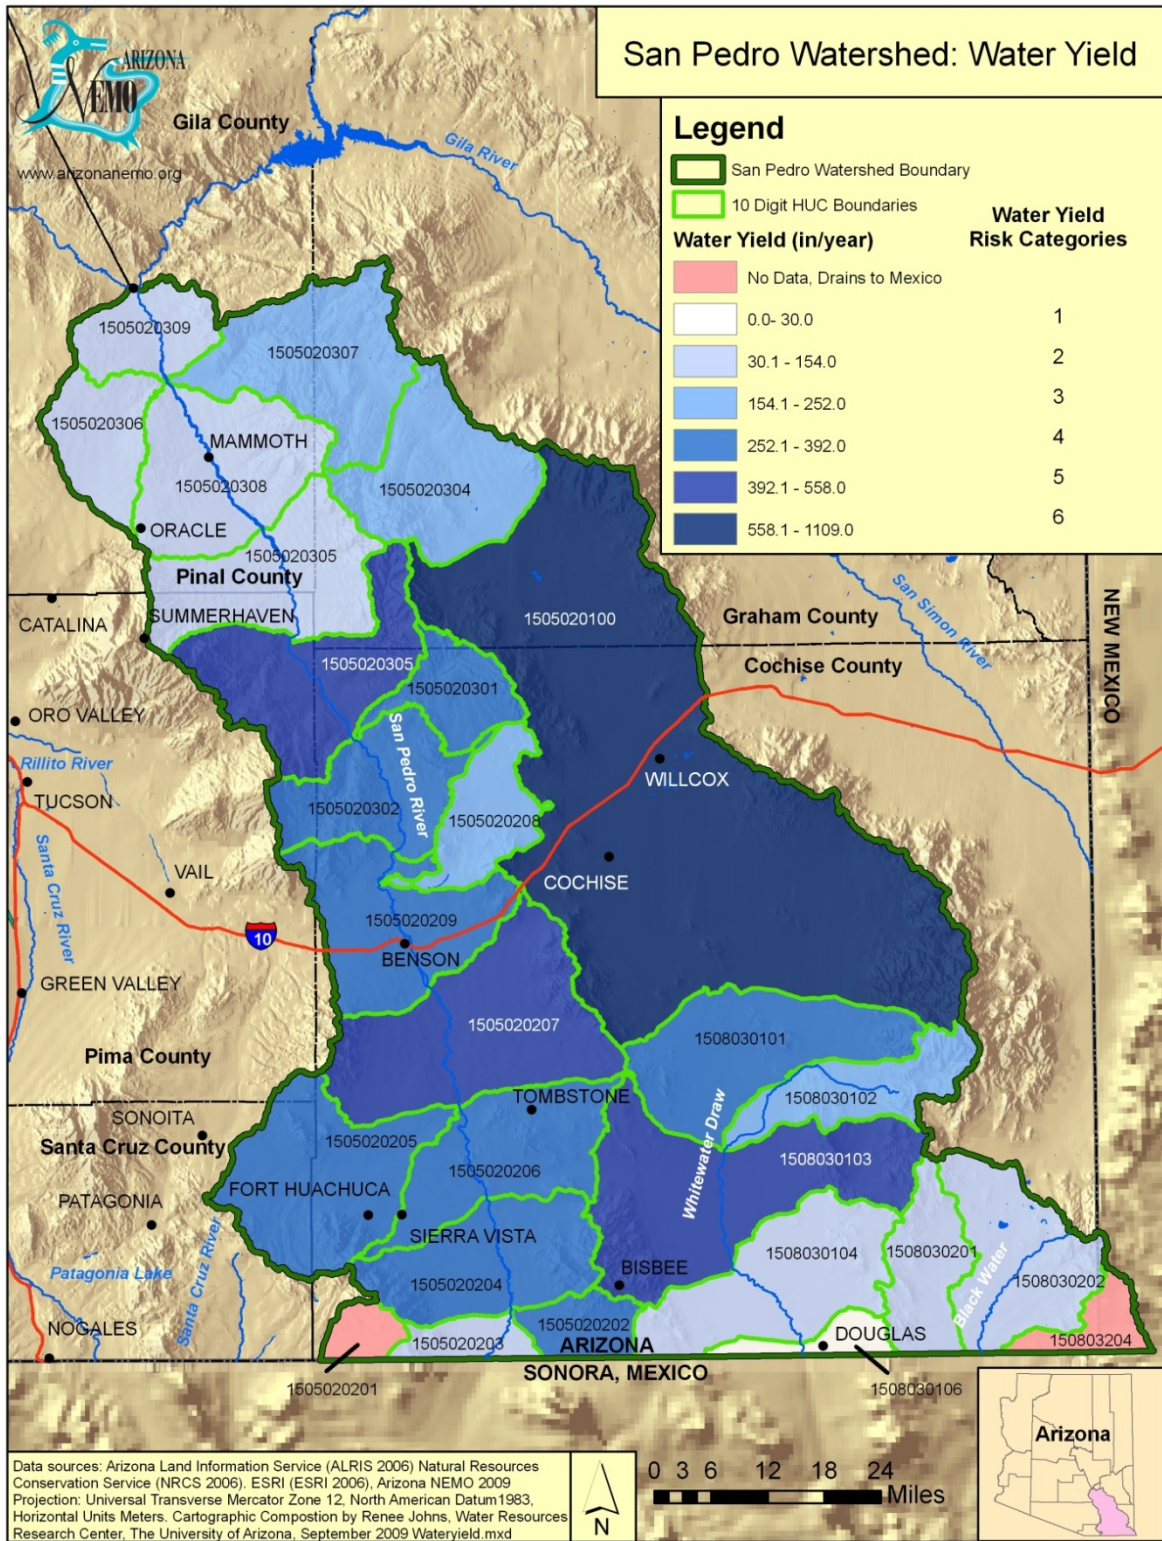 San Pedro Watershed: Water Yield
ARIZONA
NEMO
www.arizonanemo.org
Legend
San Pedro Watershed Boundary
10 Digit HUC Boundaries
Water Yield (in/year)
Water Yield
Risk Categories
No Data, Drains to Mexico
0.0- 30.0
1
30.1 - 154.0
2
154.1 - 252.0
3
252.1 - 392.0
4
392.1 - 558.0
5
558.1 - 1109.0
6
Gila County
Gila River
1505020309
1505020307
1505020306
MAMMOTH
1505020308
1505020304
ORACLE
1505020305
Pinal County
SUMMERHAVEN
CATALINA
1505020100
Graham County
San Simon River
NEW MEXICO
Cochise County
1505020305
1505020301
ORO VALLEY
San Pedro River
Rillito River
TUCSON
WILLCOX
1505020302
1505020208
Santa Cruz River
VAIL
COCHISE
1505020209
10
BENSON
GREEN VALLEY
1505020207
1508030101
Pima County
SONOITA
TOMBSTONE
1508030102
Santa Cruz County
1505020205
1505020206
Whitewater Draw
1508030103
FORT HUACHUCA
PATAGONIA
SIERRA VISTA
1508030104
1508030201
Santa Cruz River
Patagonia Lake
1505020204
BISBEE
Black Water
1508030202
1505020202
NOGALES
1505020203
ARIZONA
DOUGLAS
150803204
SONORA, MEXICO
1505020201
1508030106
Arizona
Data sources: Arizona Land Information Service (ALRIS 2006) Natural Resources
Conservation Service (NRCS 2006). ESRI (ESRI 2006), Arizona NEMO 2009
Projection: Universal Transverse Mercator Zone 12, North American Datum1983,
Horizontal Units Meters. Cartographic Compostion by Renee Johns, Water Resources
Research Center, The University of Arizona, September 2009 Wateryield.mxd
N
0 3 6 12 18 24
Miles